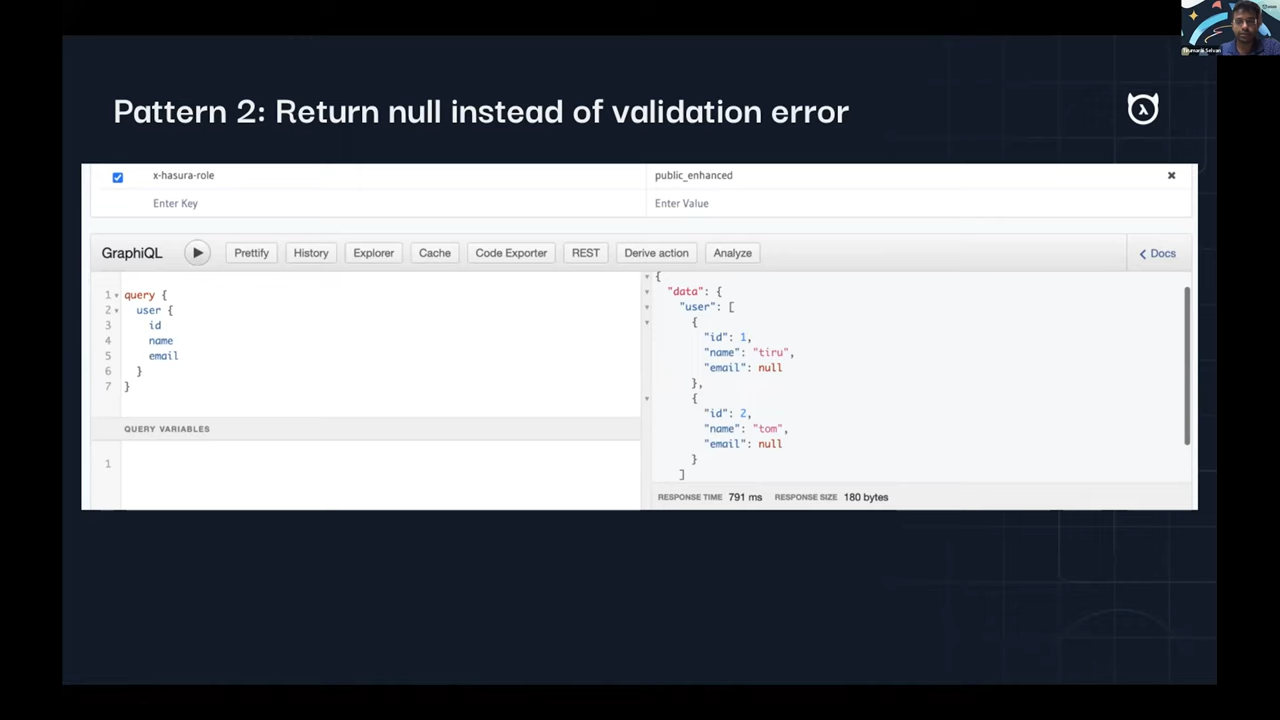 Tirumarai Selvan
Pattern 2: Return null instead of validation error
x-hasura-role public_enhanced
Enter Key Enter Value
GraphiQL Prettify History Explorer Cache Code Exporter REST Derive action Analyze Docs
1 query {
2 user {
3 id
4 name
5 email
6 }
7 }
QUERY VARIABLES
1
{
"data": {
"user": [
{
"id": 1,
"name": "tiru",
"email": null
},
{
"id": 2,
"name": "tom",
"email": null
}
]
RESPONSE TIME 791 ms RESPONSE SIZE 180 bytes